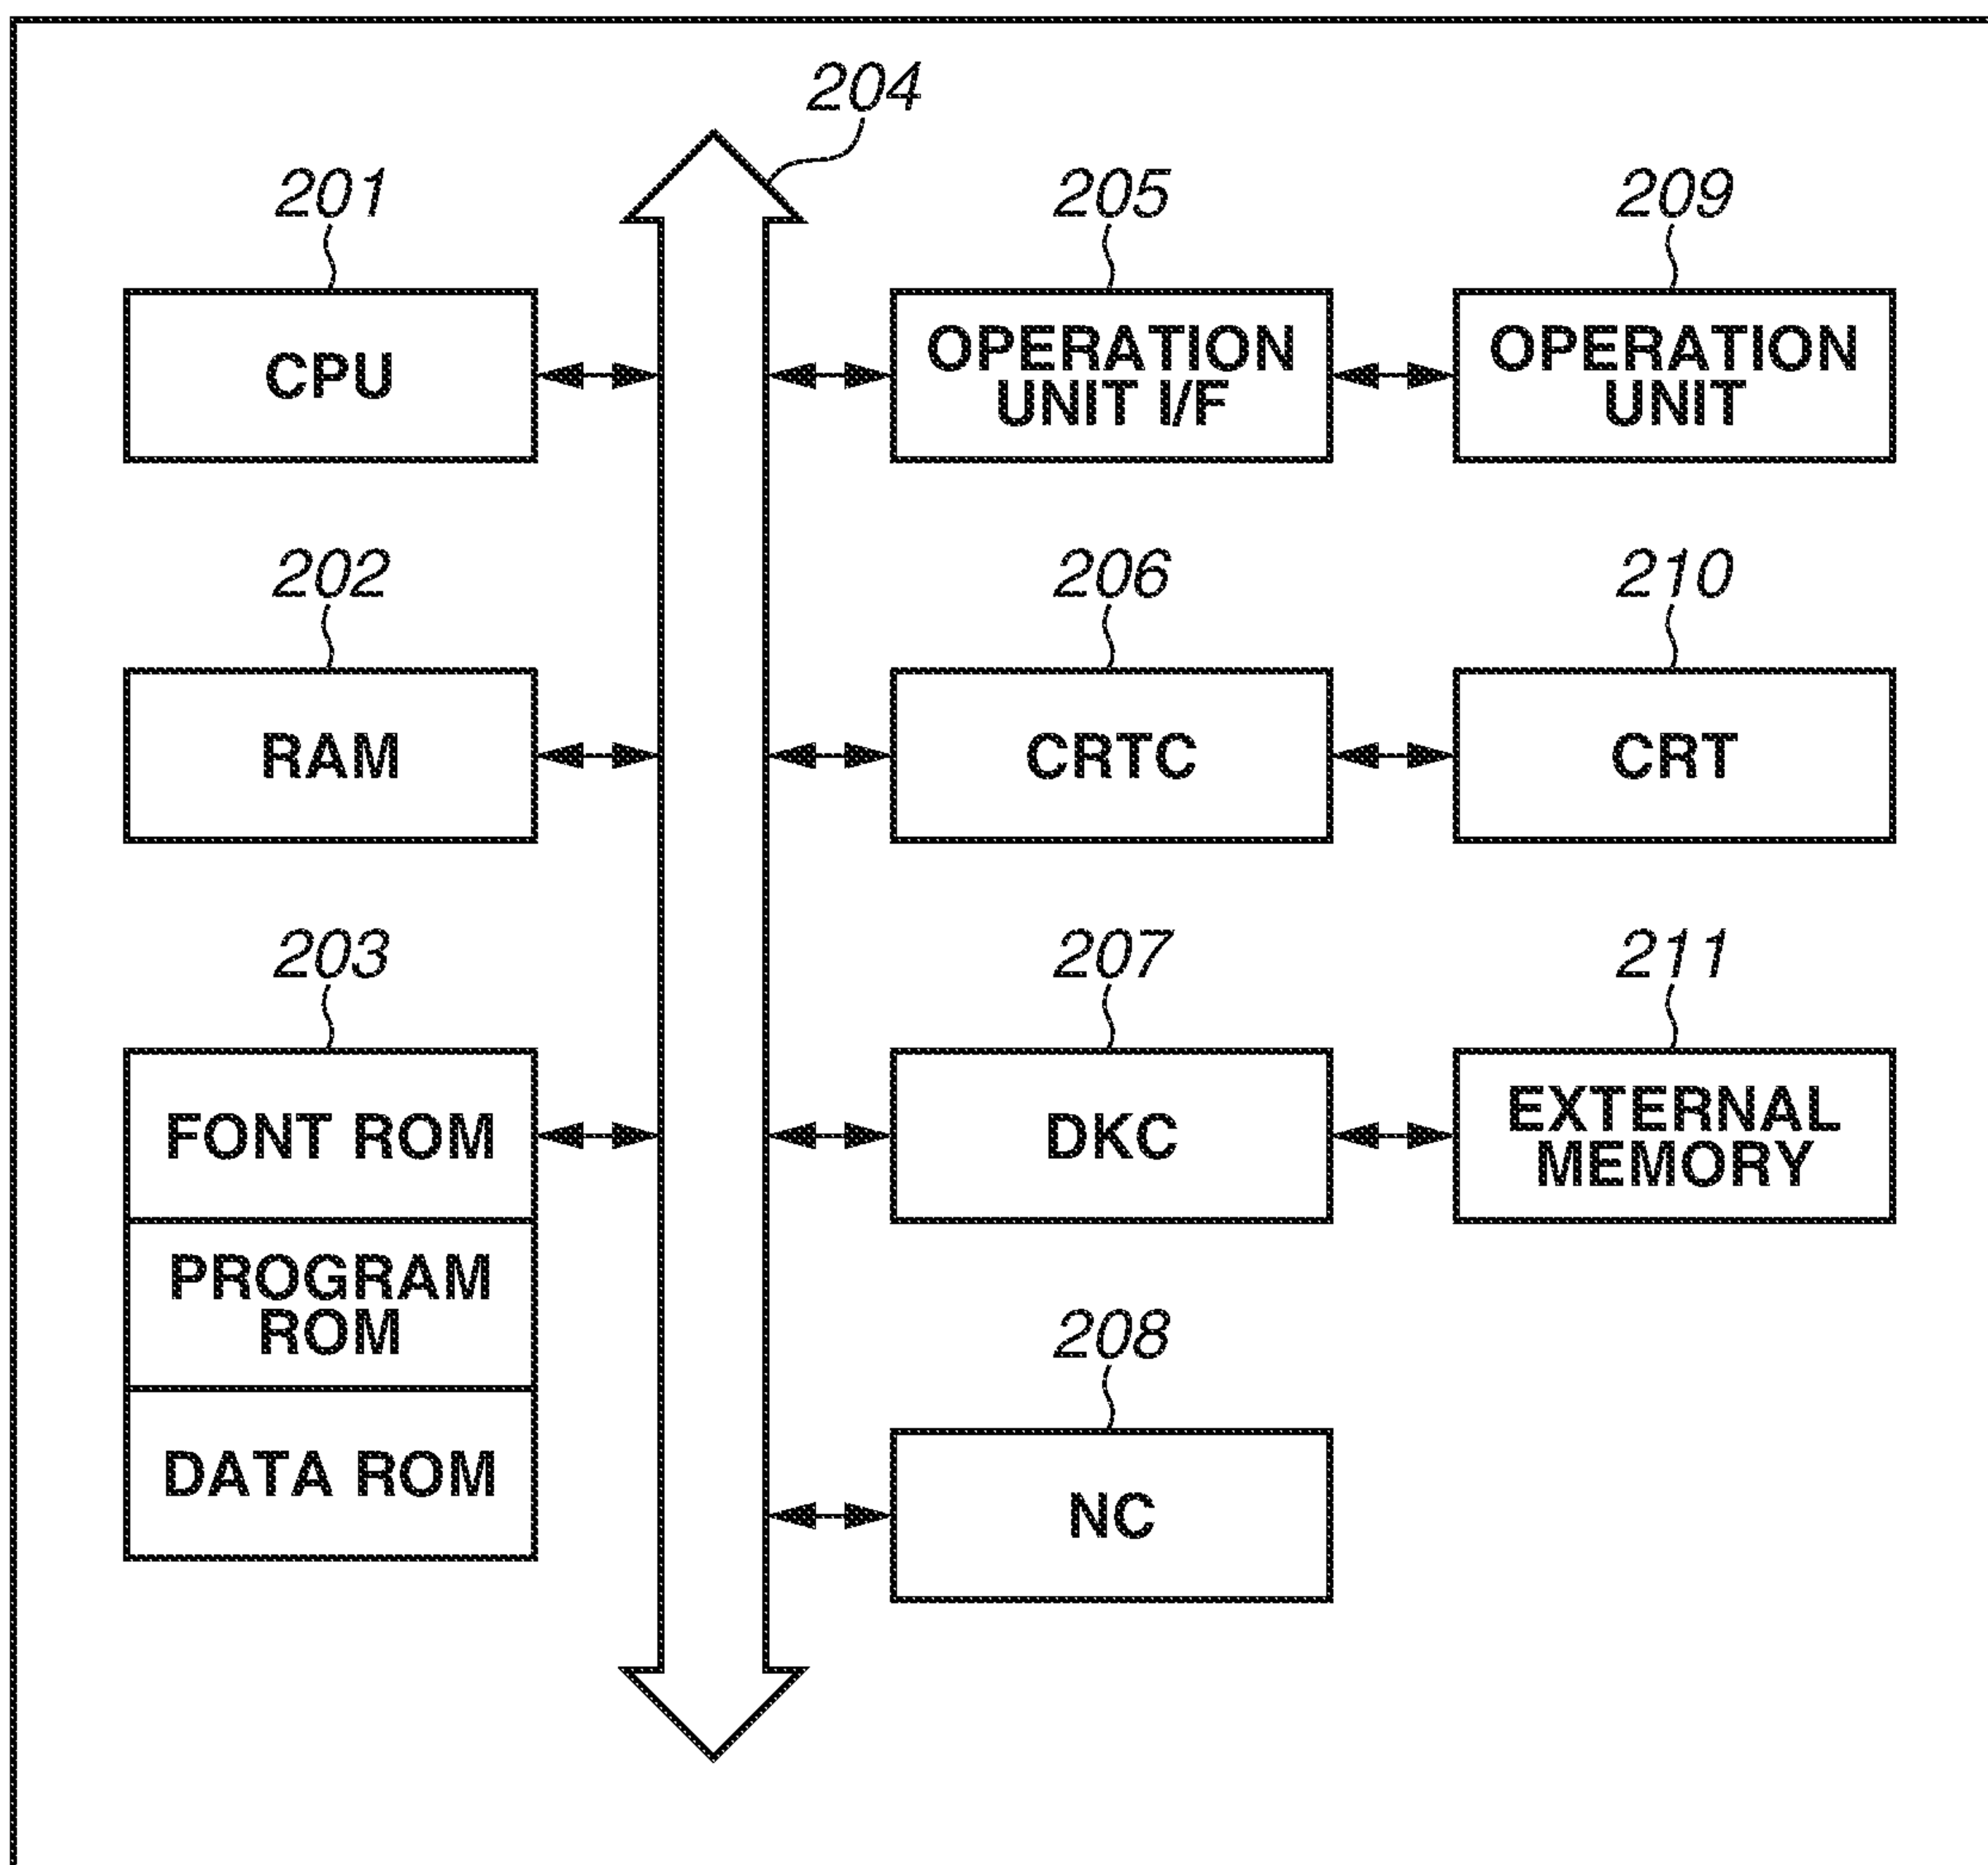 204
201
205
209
CPU
OPERATION
UNIT I/F
OPERATION
UNIT
202
206
210
RAM
CRTC
CRT
203
207
211
FONT ROM
DKC
EXTERNAL
MEMORY
PROGRAM
ROM
208
DATA ROM
NC